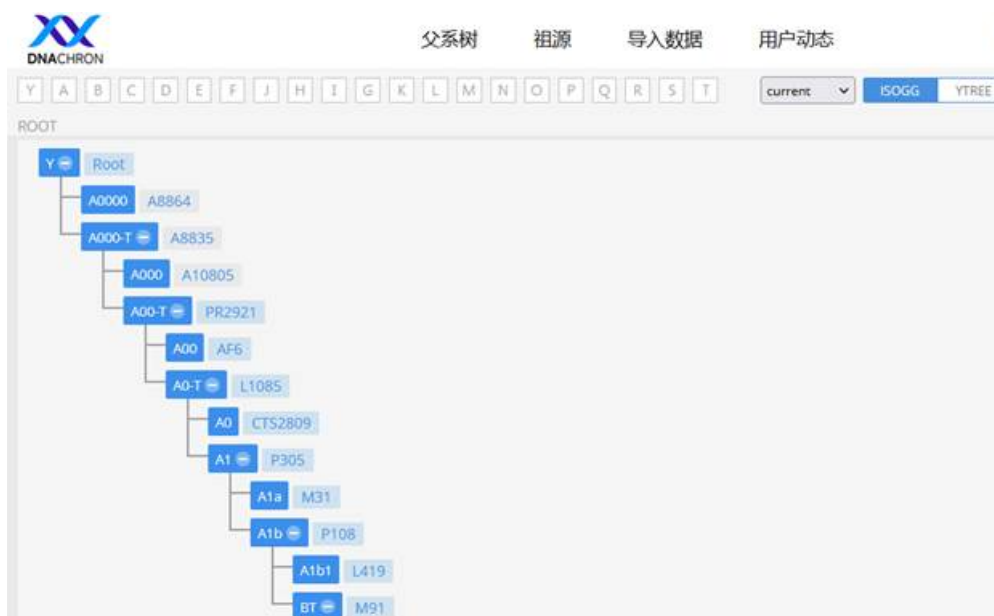 DNACHRON
父系树 祖源 导入数据 用户动态
Y A B C D E F J H I G K L M N O P Q R S T current ISOGG YTREE
ROOT
Y Root
A0000 A8864
A000-T A8835
A000 A10805
A00-T PR2921
A00 AF6
A0-T L1085
A0 CTS2809
A1 P305
A1a M31
A1b P108
A1b1 L419
BT M91